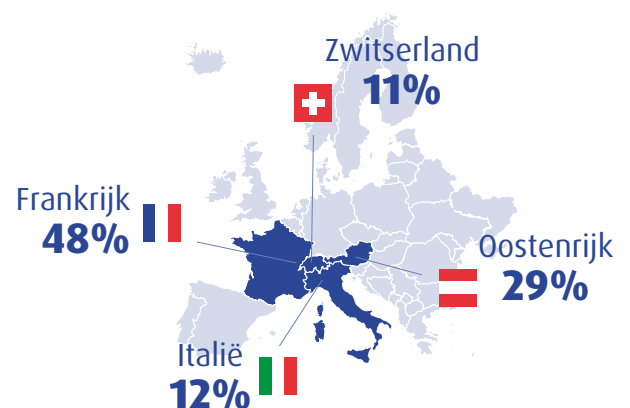 Zwitserland
11%
Frankrijk
48%
Oostenrijk
29%
Italië
12%